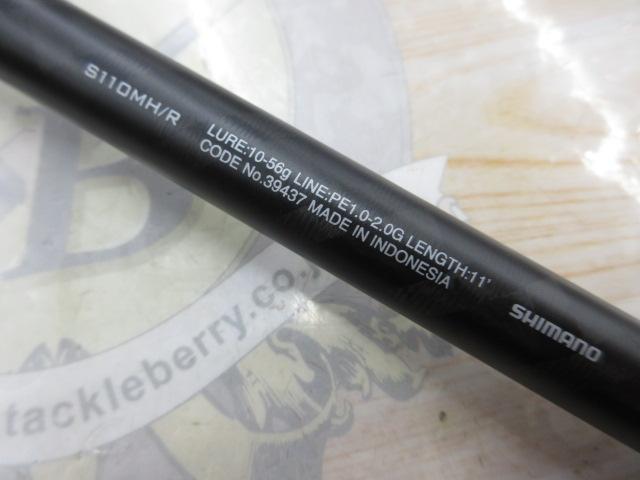 S110MH/R
LURE:10-56g LINE:PE1.0-2.0G LENGTH:11'
CODE No.39437 MADE IN INDONESIA
SHIMANO
B
tackleberry.co.